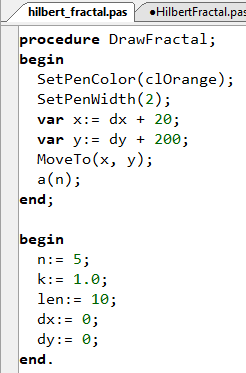 hilbert_fractal.pas •HilbertFractal.pas
procedure DrawFractal;
begin
  SetPenColor(clOrange);
  SetPenWidth(2);
  var x:= dx + 20;
  var y:= dy + 200;
  MoveTo(x, y);
  a(n);
end;

begin
  n:= 5;
  k:= 1.0;
  len:= 10;
  dx:= 0;
  dy:= 0;
end.